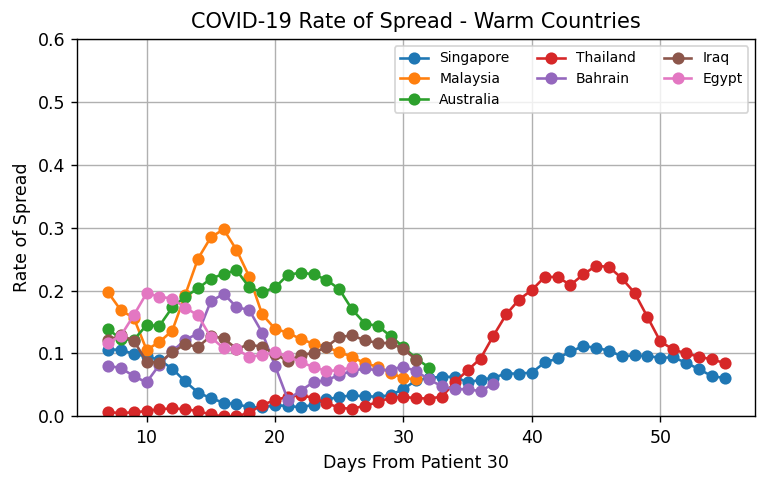 COVID-19 Rate of Spread - Warm Countries
Rate of Spread
0.6
0.5
0.4
0.3
0.2
0.1
0.0
Singapore Thailand Iraq
Malaysia Bahrain Egypt
Australia
10 20 30 40 50
Days From Patient 30